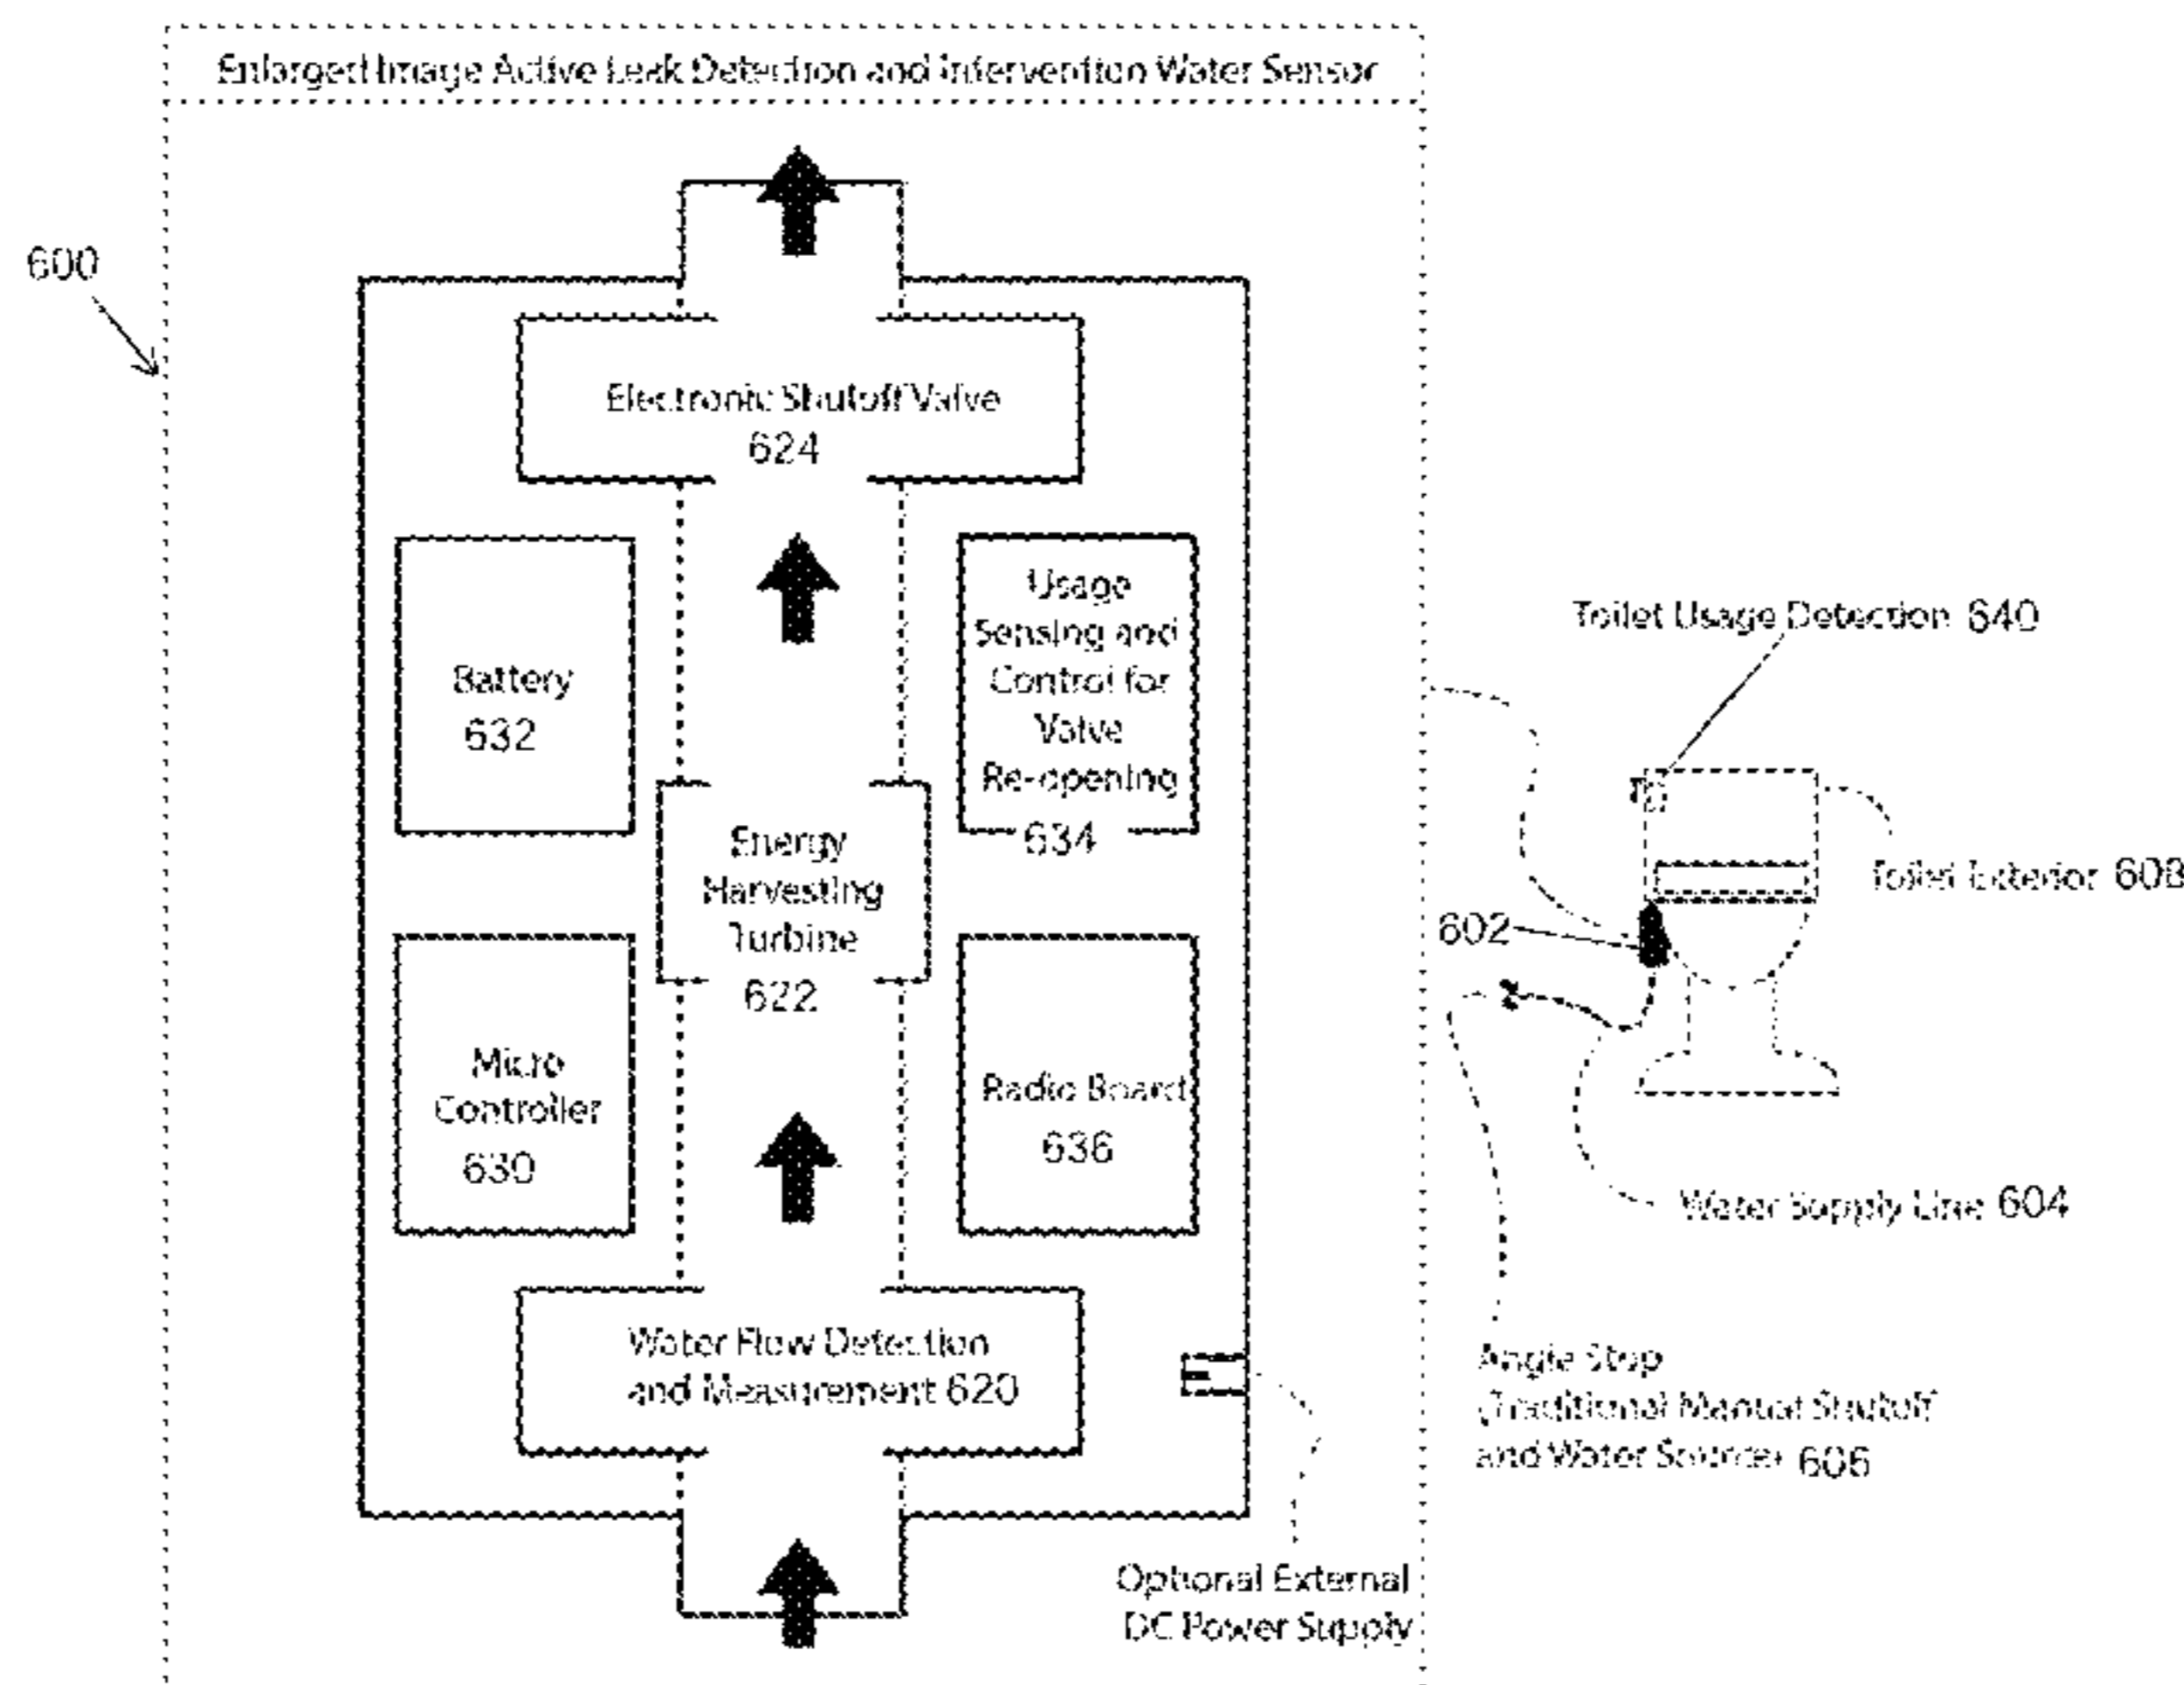 Enlarged Image Active Leak Detection and Intervention Water Sensor
600
Electronic Shutoff Valve
624
Battery
632
Usage
Sensing and
Control for
Valve
Re-opening
634
Energy
Harvesting
Turbine
622
Micro
Controller
630
Radio Board
636
Water Flow Detection
and Measurement 620
Optional External
DC Power Supply
Toilet Usage Detection 640
Toilet Exterior 608
602
Water Supply Line 604
Angle Stop
(Traditional Manual Shutoff
and Water Source) 606